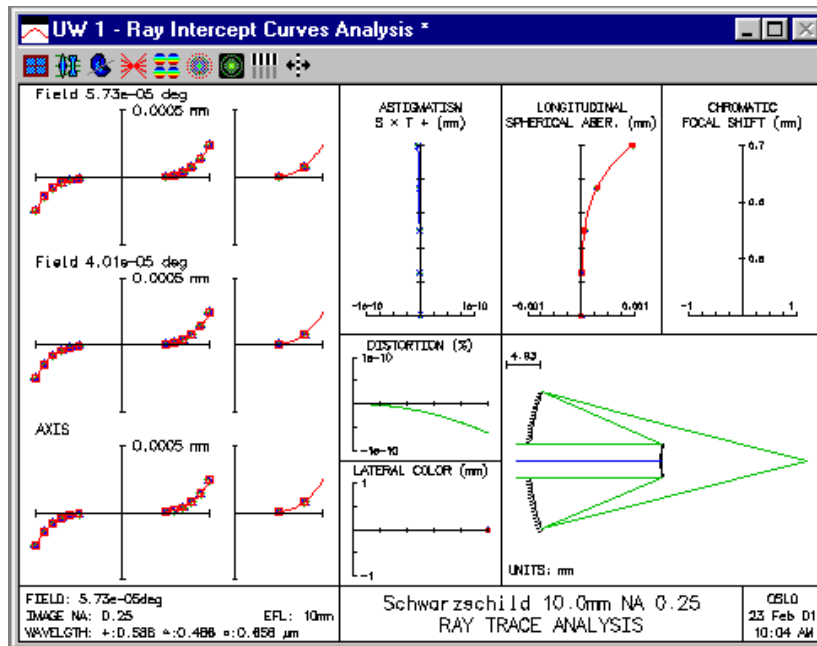 UW 1 - Ray Intercept Curves Analysis *
Field 5.73e-05 deg
0.0005 mm
Field 4.01e-05 deg
0.0005 mm
AXIS
0.0005 mm
ASTIGMATISM
S × T + (mm)
-1e-10 1e-10
LONGITUDINAL
SPHERICAL ABER. (mm)
-0.001 0.001
CHROMATIC
FOCAL SHIFT (mm)
0.7
0.6
0.5
-1 1
DISTORTION (%)
1e-10
-1e-10
LATERAL COLOR (mm)
1
-1
4.83
UNITS: mm
FIELD: 5.73e-05deg
IMAGE NA: 0.25 EFL: 10mm
WAVELGTH: +:0.588 ▵:0.486 ▫:0.656 µm
Schwarzschild 10.0mm NA 0.25
RAY TRACE ANALYSIS
OSLO
23 Feb 01
10:04 AM